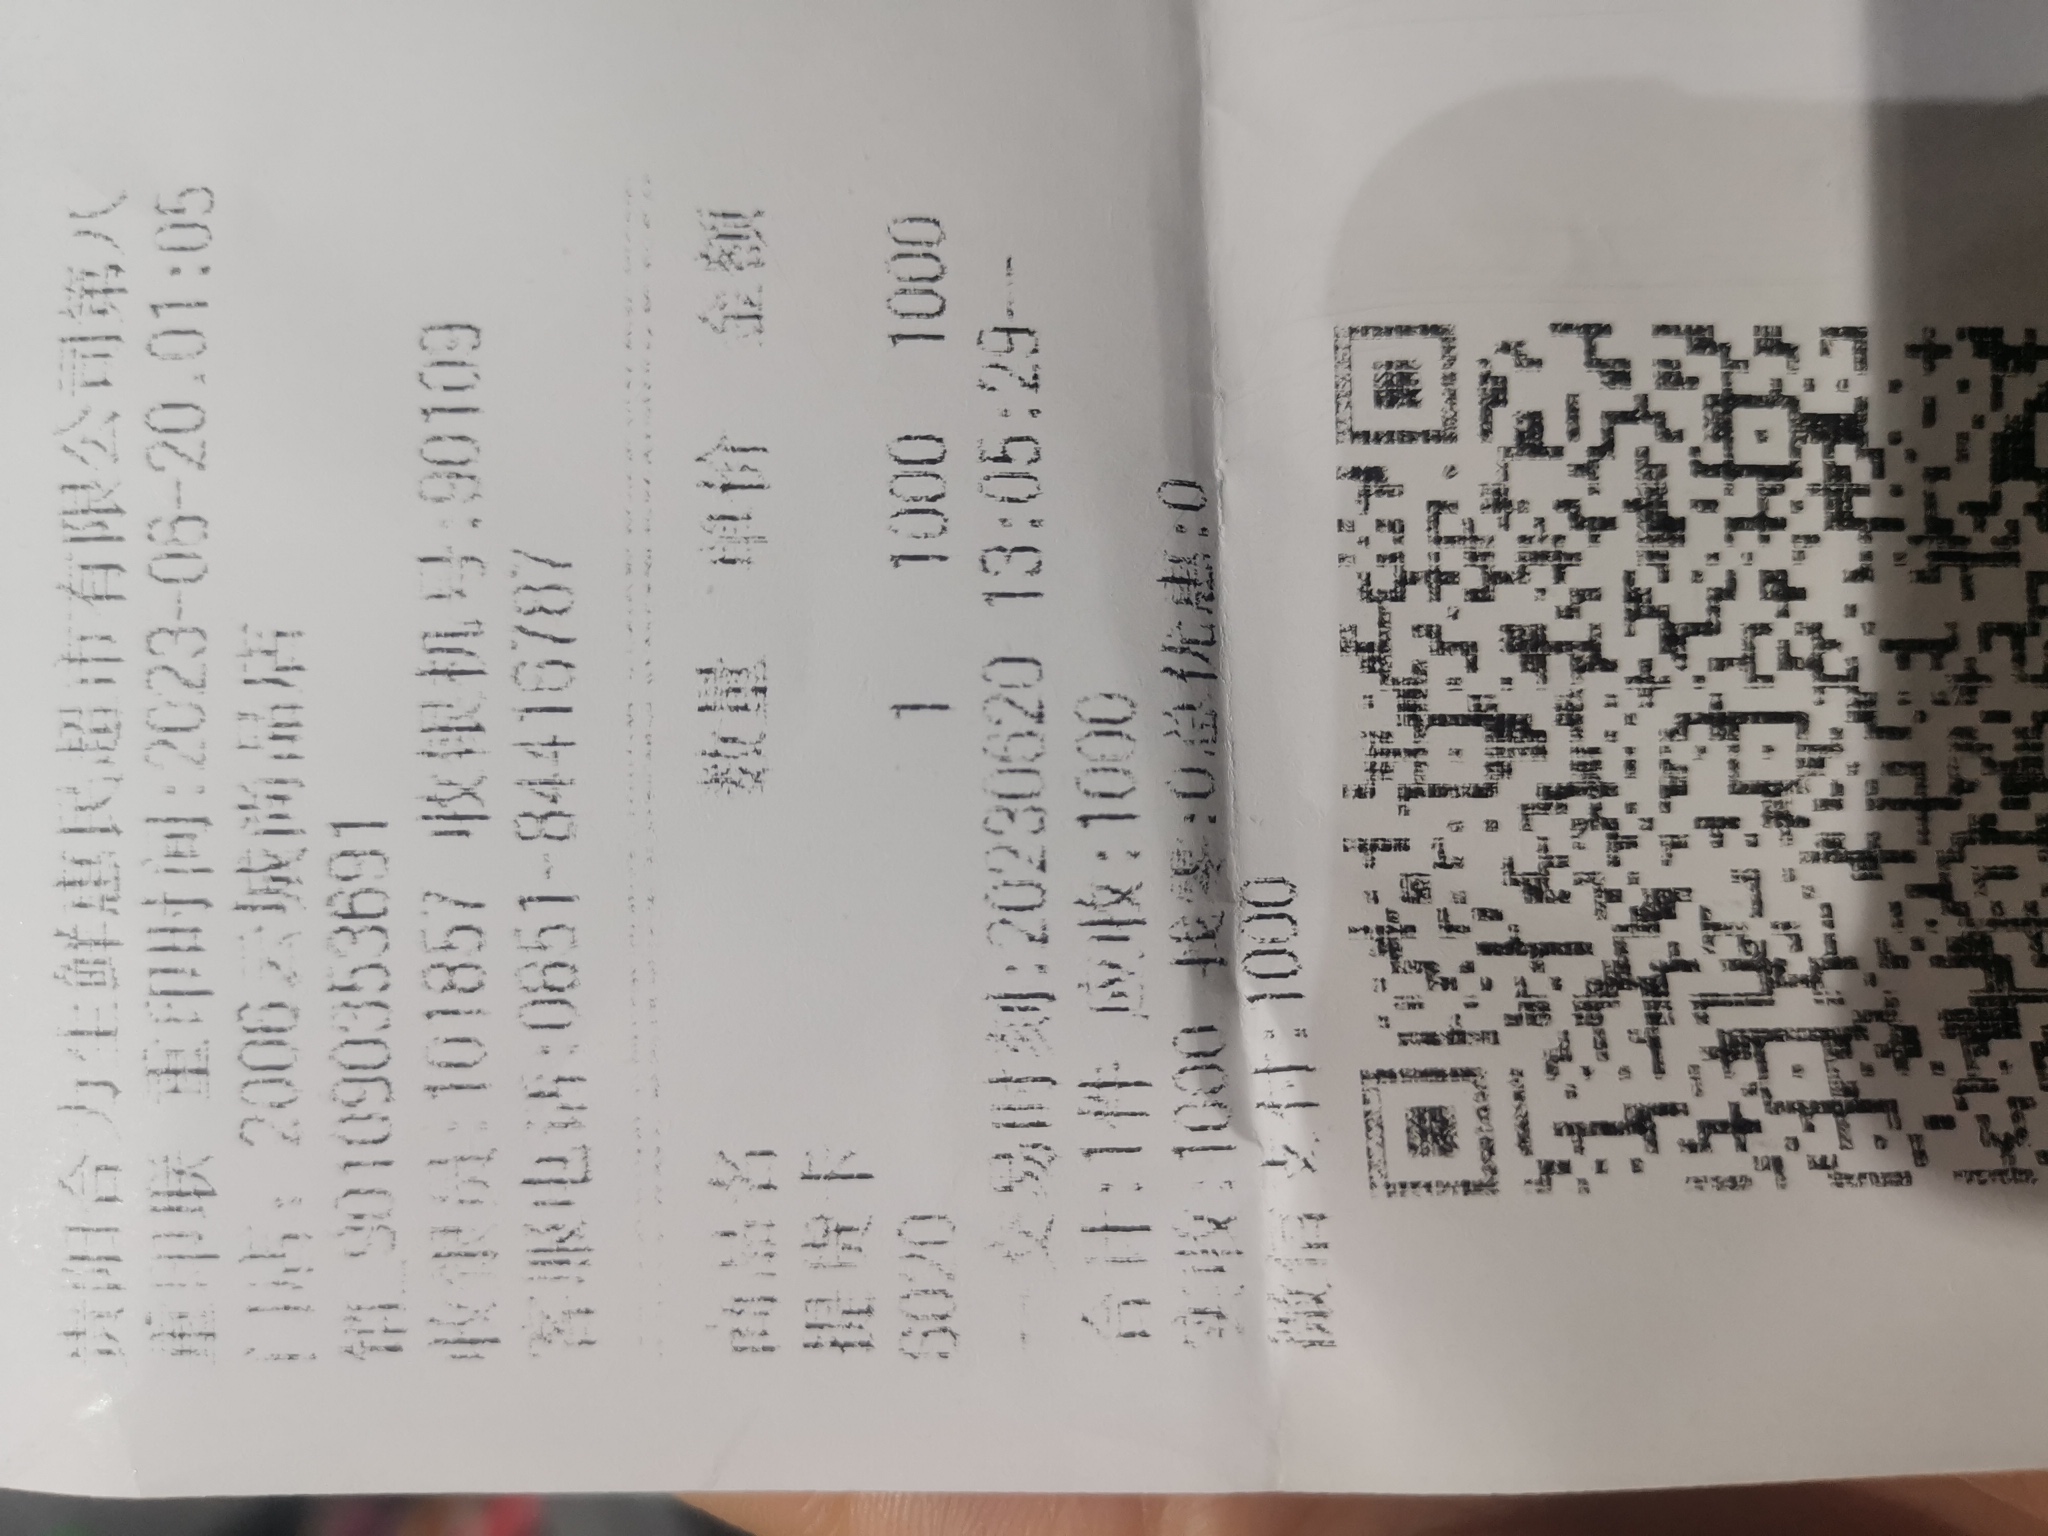 贵阳合力生鲜惠民超市有限公司第八
重印联 重印时间:2023-06-20.01:05
门店: 2006云城尚品店
销 9010900353691
收银员:101857 收银机号:90109
客服电话:0851-84416787
商品名 数量 单价 金额
提货卡
5020 1 1000 1000
--交易时刻:20230620 13:05:29--
合计:1件 应收:1000
实收:1000 找零:0总优惠:0
微信支付:1000